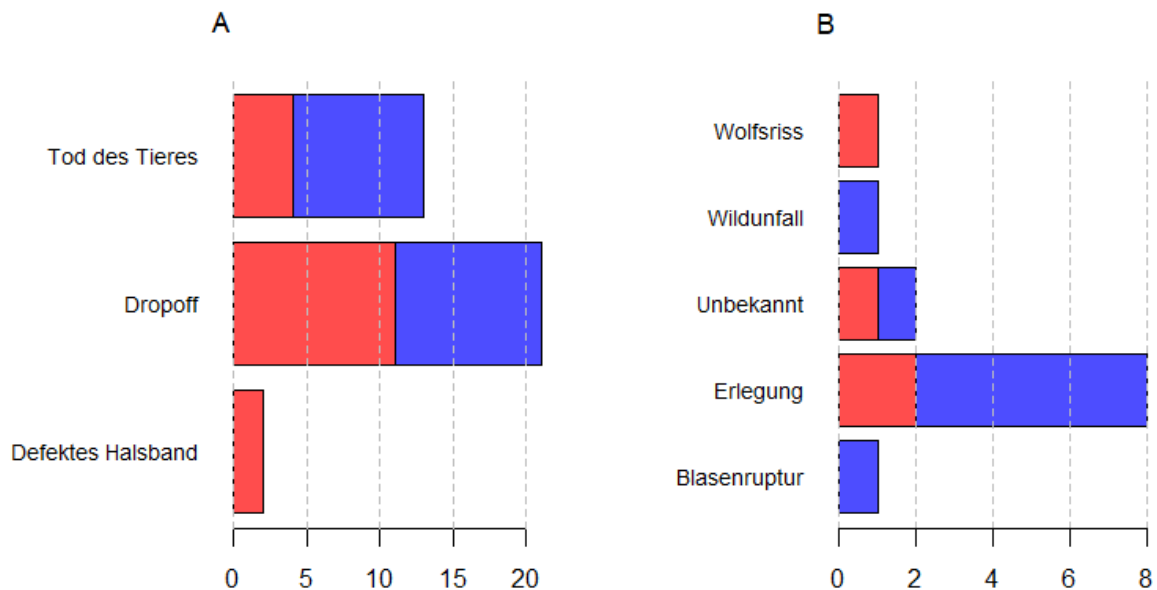 A
Tod des Tieres
Dropoff
Defektes Halsband
0 5 10 15 20
B
Wolfsriss
Wildunfall
Unbekannt
Erlegung
Blasenruptur
0 2 4 6 8